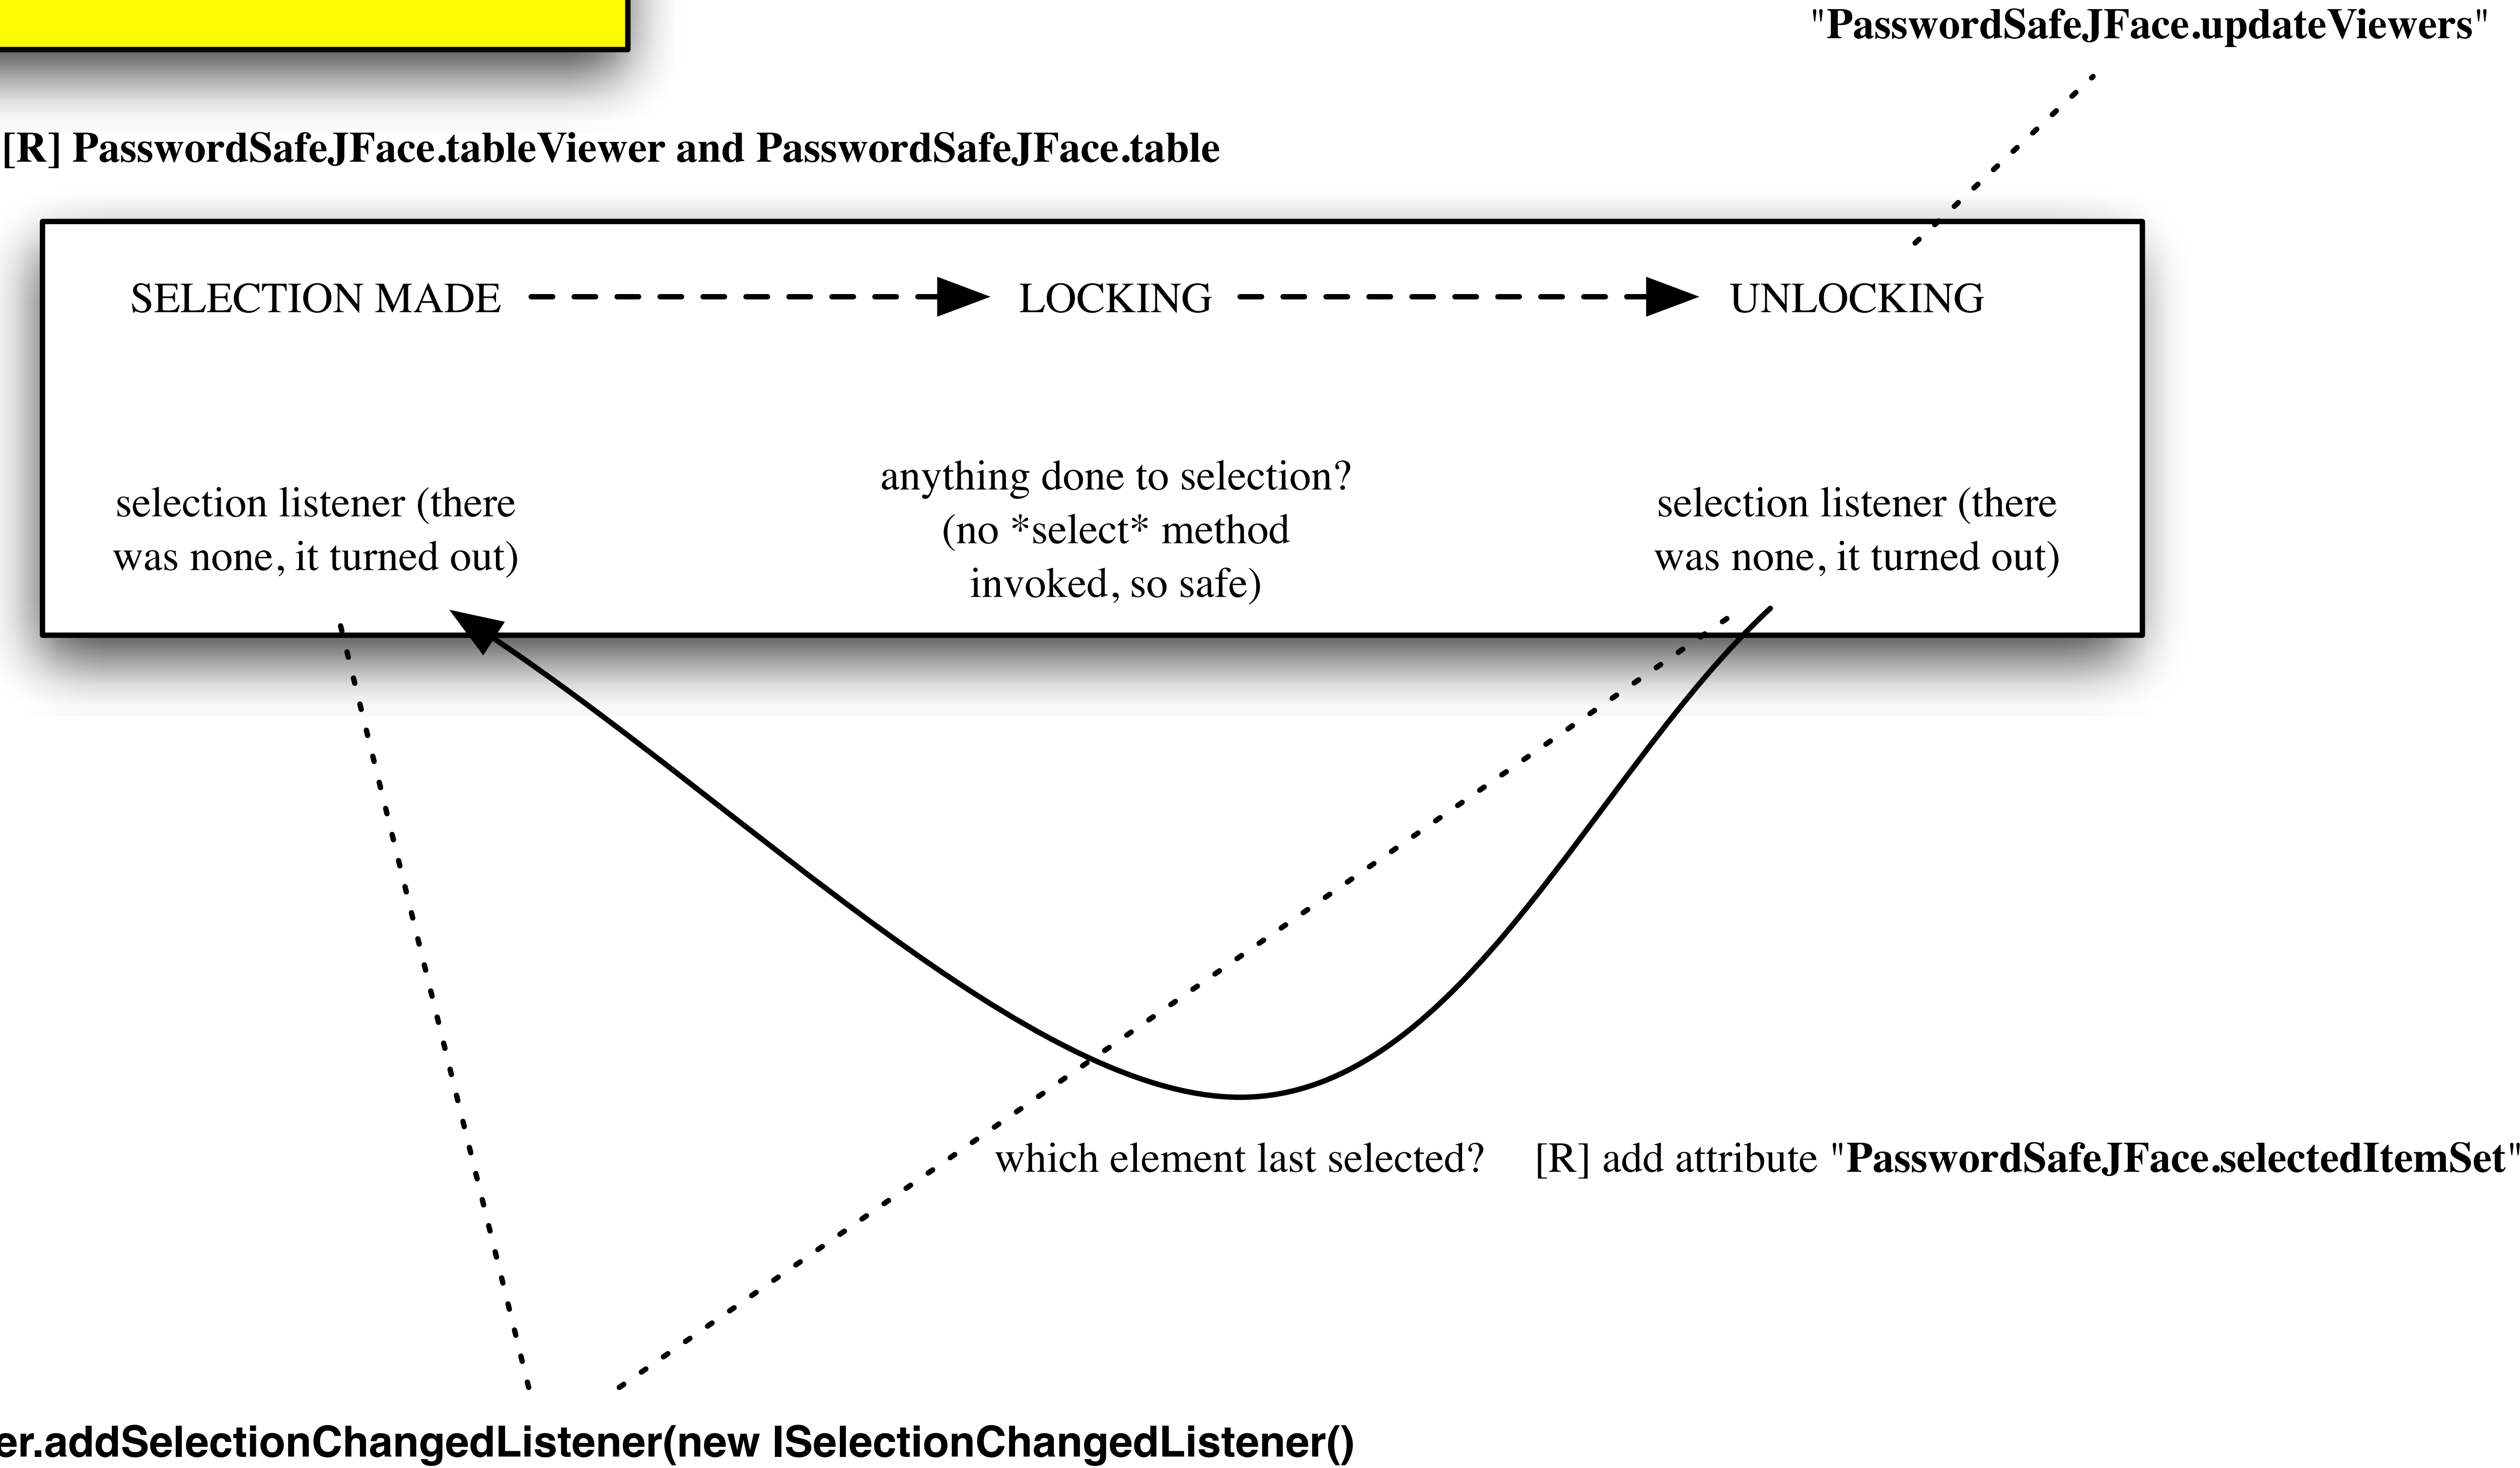 "PasswordSafeJFace.updateViewers"
[R] PasswordSafeJFace.tableViewer and PasswordSafeJFace.table
SELECTION MADE
LOCKING
UNLOCKING
selection listener (there
was none, it turned out)
anything done to selection?
(no *select* method
invoked, so safe)
selection listener (there
was none, it turned out)
which element last selected?
[R] add attribute "PasswordSafeJFace.selectedItemSet"
er.addSelectionChangedListener(new ISelectionChangedListener()